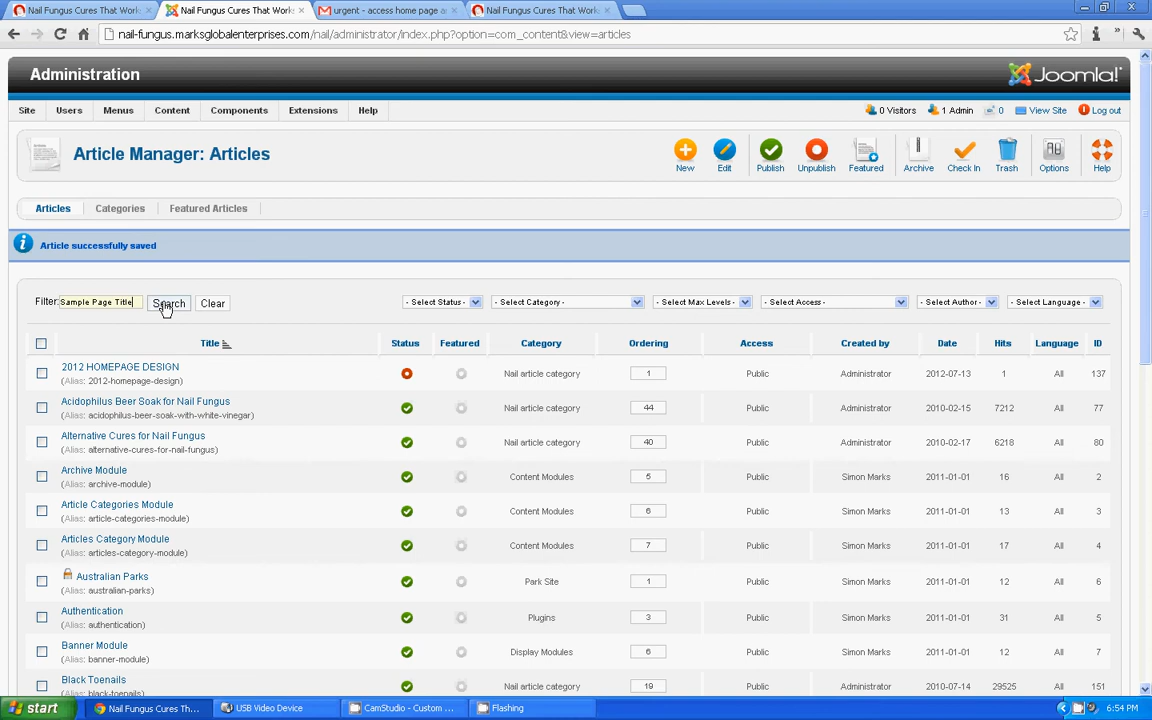 Nail Fungus Cures That Work
Nail Fungus Cures That Works
urgent - access home page a
Nail Fungus Cures That Work
nail-fungus.marksglobalenterprises.com/nail/administrator/index.php?option=com_content&view=articles
Administration
Joomla!
Site Users Menus Content Components Extensions Help
0 Visitors 1 Admin 0 View Site Log out
Article Manager: Articles
New Edit Publish Unpublish Featured Archive Check In Trash Options Help
Articles Categories Featured Articles
Article successfully saved
Filter: Sample Page Title Search Clear - Select Status - - Select Category - - Select Max Levels - - Select Access - - Select Author - - Select Language -
Title Status Featured Category Ordering Access Created by Date Hits Language ID
2012 HOMEPAGE DESIGN
(Alias: 2012-homepage-design) Nail article category 1 Public Administrator 2012-07-13 1 All 137
Acidophilus Beer Soak for Nail Fungus
(Alias: acidophilus-beer-soak-with-white-vinegar) Nail article category 44 Public Administrator 2010-02-15 7212 All 77
Alternative Cures for Nail Fungus
(Alias: alternative-cures-for-nail-fungus) Nail article category 40 Public Administrator 2010-02-17 6218 All 80
Archive Module
(Alias: archive-module) Content Modules 5 Public Simon Marks 2011-01-01 16 All 2
Article Categories Module
(Alias: article-categories-module) Content Modules 6 Public Simon Marks 2011-01-01 13 All 3
Articles Category Module
(Alias: articles-category-module) Content Modules 7 Public Simon Marks 2011-01-01 17 All 4
Australian Parks
(Alias: australian-parks) Park Site 1 Public Simon Marks 2011-01-01 12 All 6
Authentication
(Alias: authentication) Plugins 3 Public Simon Marks 2011-01-01 31 All 5
Banner Module
(Alias: banner-module) Display Modules 6 Public Simon Marks 2011-01-01 12 All 7
Black Toenails
(Alias: black-toenails) Nail article category 19 Public Administrator 2010-07-14 29525 All 151
start Nail Fungus Cures Th... USB Video Device CamStudio - Custom ... Flashing 6:54 PM